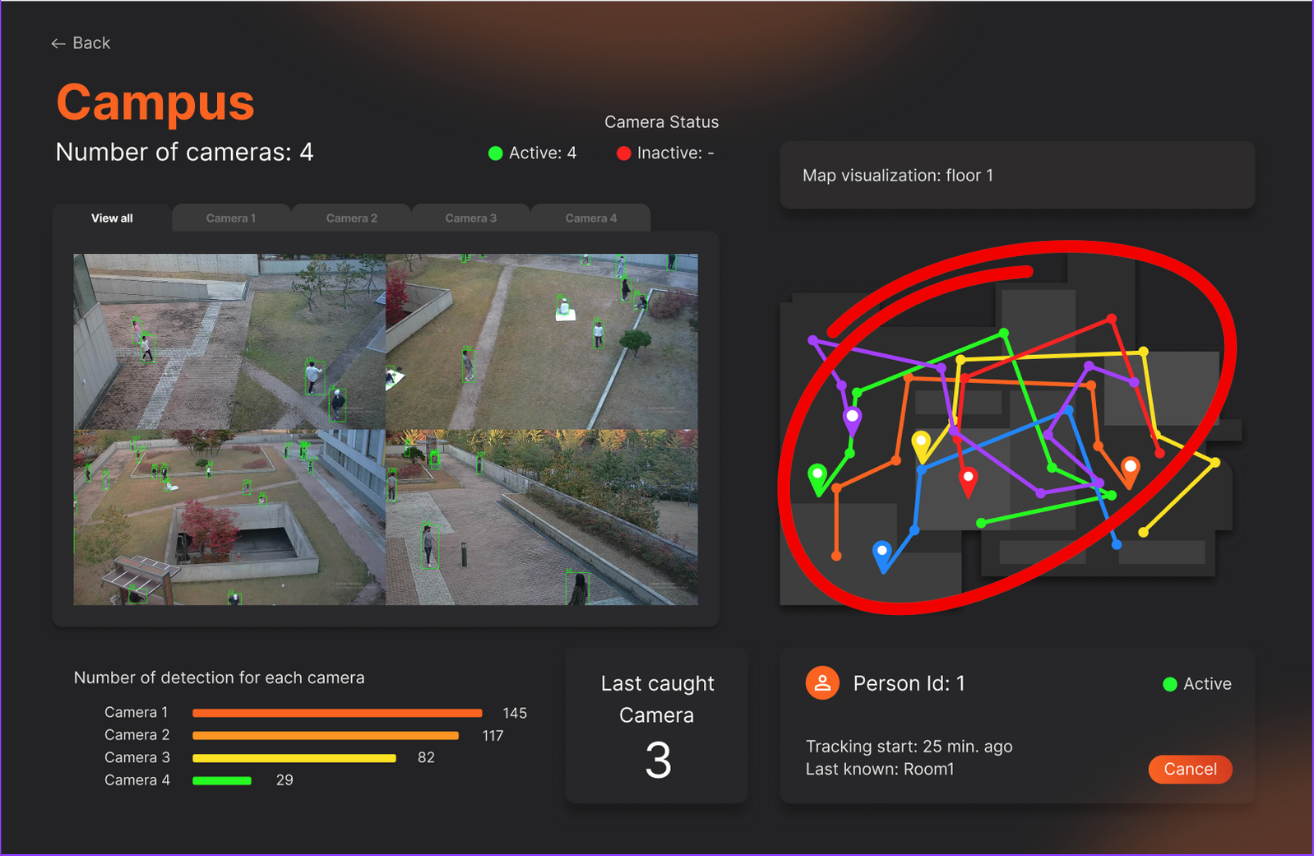 ← Back
Campus
Number of cameras: 4
Camera Status
Active: 4
Inactive: -
Map visualization: floor 1
View all
Camera 1
Camera 2
Camera 3
Camera 4
Number of detection for each camera
Camera 1 145
Camera 2 117
Camera 3 82
Camera 4 29
Last caught
Camera
3
Person Id: 1
Active
Tracking start: 25 min. ago
Last known: Room1
Cancel